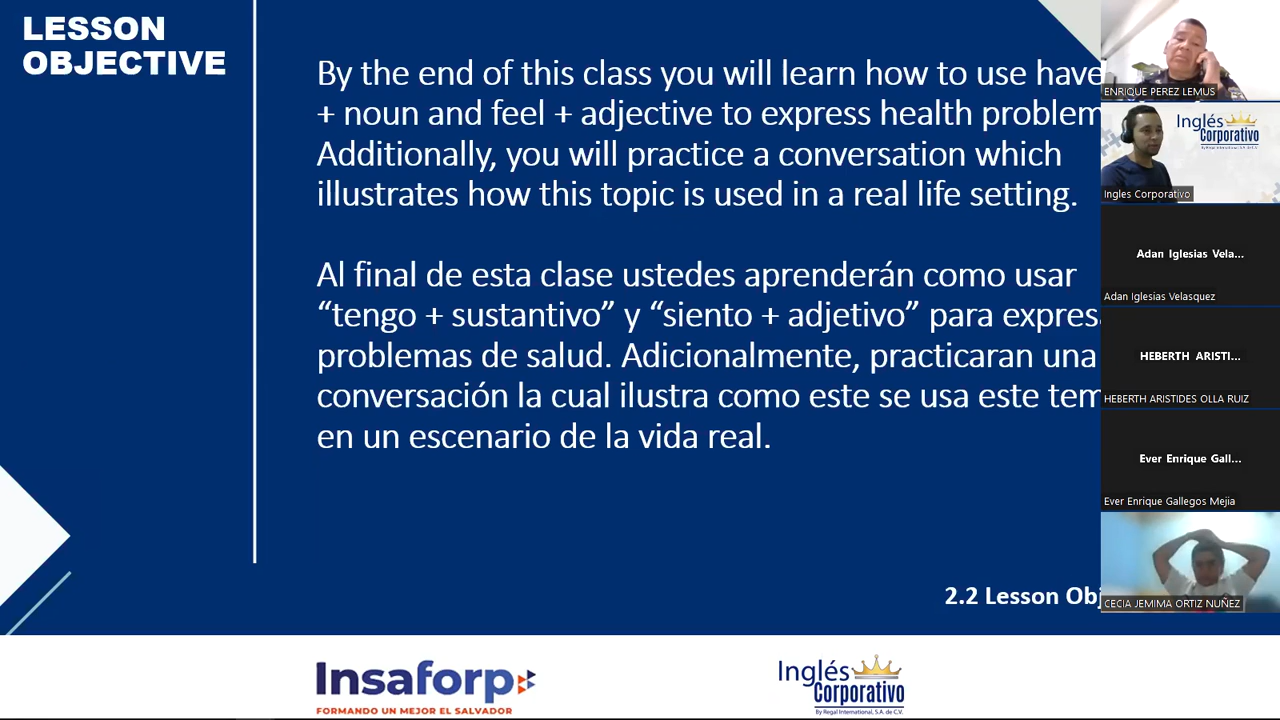 LESSON
OBJECTIVE
By the end of this class you will learn how to use have
+ noun and feel + adjective to express health problem
Additionally, you will practice a conversation which
illustrates how this topic is used in a real life setting.
Al final de esta clase ustedes aprenderán como usar
“tengo + sustantivo” y “siento + adjetivo” para expres
problemas de salud. Adicionalmente, practicaran una
conversación la cual ilustra como este se usa este tem
en un escenario de la vida real.
2.2 Lesson Obj
Insaforp
FORMANDO UN MEJOR EL SALVADOR
Inglés
Corporativo
By Regal International, S.A. de C.V.
ENRIQUE PEREZ LEMUS
Inglés
Corporativo
By Regal International, S.A. de C.V.
Ingles Corporativo
Adan Iglesias Vela...
Adan Iglesias Velasquez
HEBERTH ARISTI...
HEBERTH ARISTIDES OLLA RUIZ
Ever Enrique Gall...
Ever Enrique Gallegos Mejia
CECIA JEMIMA ORTIZ NUÑEZ